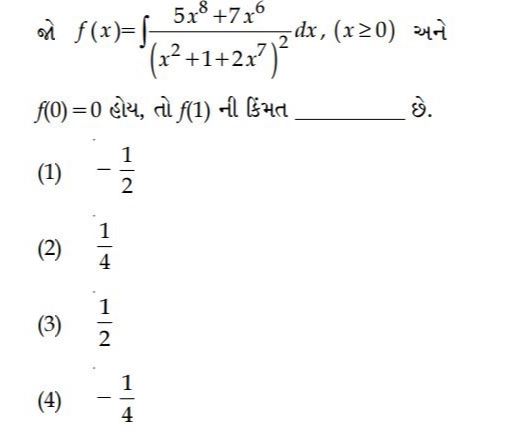 જો f(x)=∫ (5x⁸+7x⁶)/(x²+1+2x⁷)² dx, (x≥0) અને
f(0)=0 હોય, તો f(1) ની કિંમત ________ છે.
(1) −1/2
(2) 1/4
(3) 1/2
(4) −1/4